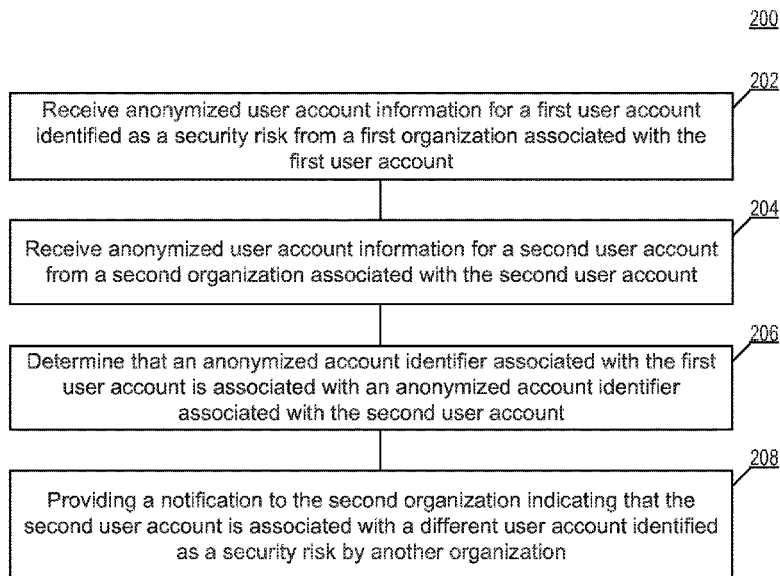 200
202
Receive anonymized user account information for a first user account
identified as a security risk from a first organization associated with the
first user account
204
Receive anonymized user account information for a second user account
from a second organization associated with the second user account
206
Determine that an anonymized account identifier associated with the first
user account is associated with an anonymized account identifier
associated with the second user account
208
Providing a notification to the second organization indicating that the
second user account is associated with a different user account identified
as a security risk by another organization